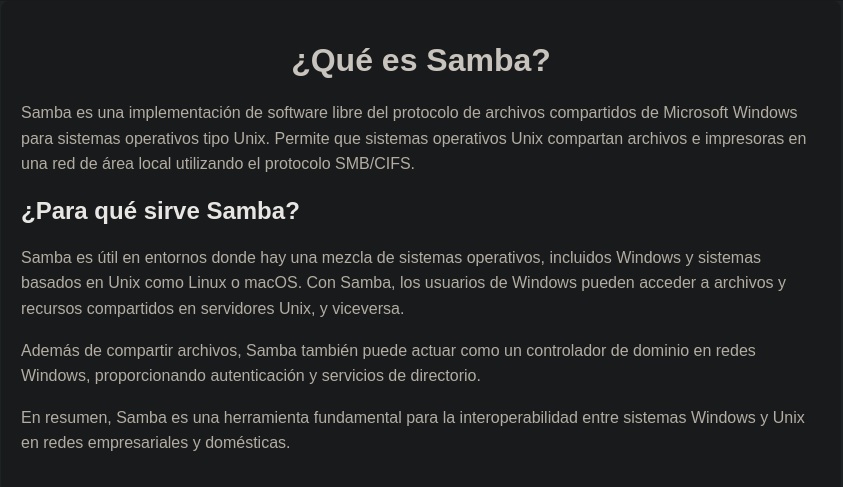 ¿Qué es Samba?
Samba es una implementación de software libre del protocolo de archivos compartidos de Microsoft Windows
para sistemas operativos tipo Unix. Permite que sistemas operativos Unix compartan archivos e impresoras en
una red de área local utilizando el protocolo SMB/CIFS.
¿Para qué sirve Samba?
Samba es útil en entornos donde hay una mezcla de sistemas operativos, incluidos Windows y sistemas
basados en Unix como Linux o macOS. Con Samba, los usuarios de Windows pueden acceder a archivos y
recursos compartidos en servidores Unix, y viceversa.
Además de compartir archivos, Samba también puede actuar como un controlador de dominio en redes
Windows, proporcionando autenticación y servicios de directorio.
En resumen, Samba es una herramienta fundamental para la interoperabilidad entre sistemas Windows y Unix
en redes empresariales y domésticas.